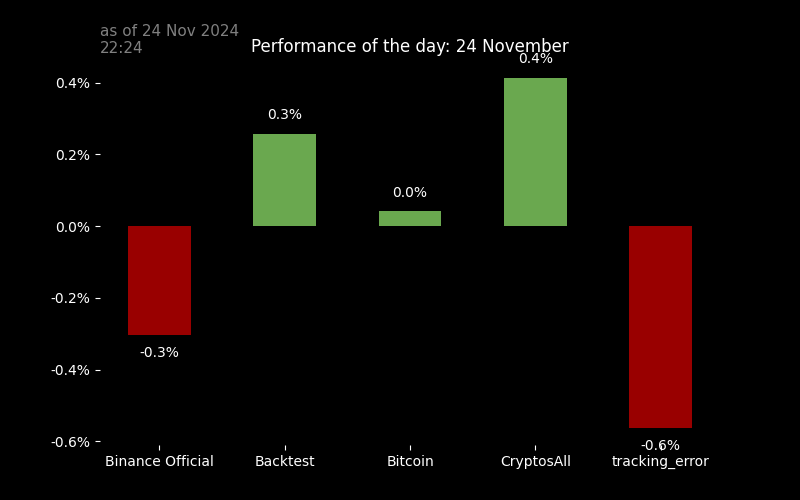 as of 24 Nov 2024
22:24
Performance of the day: 24 November
0.4%
0.2%
0.0%
-0.2%
-0.4%
-0.6%
-0.3%
0.3%
0.0%
0.4%
-0.6%
Binance Official
Backtest
Bitcoin
CryptosAll
tracking_error